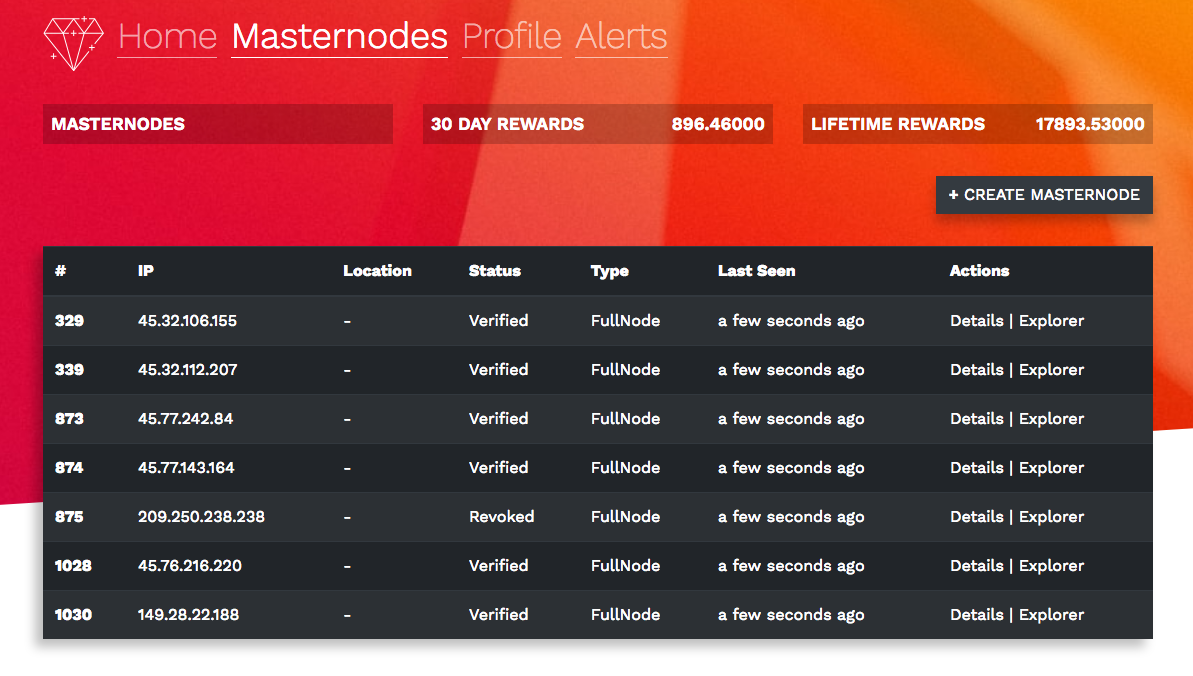 Home Masternodes Profile Alerts
MASTERNODES 30 DAY REWARDS 896.46000 LIFETIME REWARDS 17893.53000
+ CREATE MASTERNODE
# IP Location Status Type Last Seen Actions
329 45.32.106.155 - Verified FullNode a few seconds ago Details | Explorer
339 45.32.112.207 - Verified FullNode a few seconds ago Details | Explorer
873 45.77.242.84 - Verified FullNode a few seconds ago Details | Explorer
874 45.77.143.164 - Verified FullNode a few seconds ago Details | Explorer
875 209.250.238.238 - Revoked FullNode a few seconds ago Details | Explorer
1028 45.76.216.220 - Verified FullNode a few seconds ago Details | Explorer
1030 149.28.22.188 - Verified FullNode a few seconds ago Details | Explorer